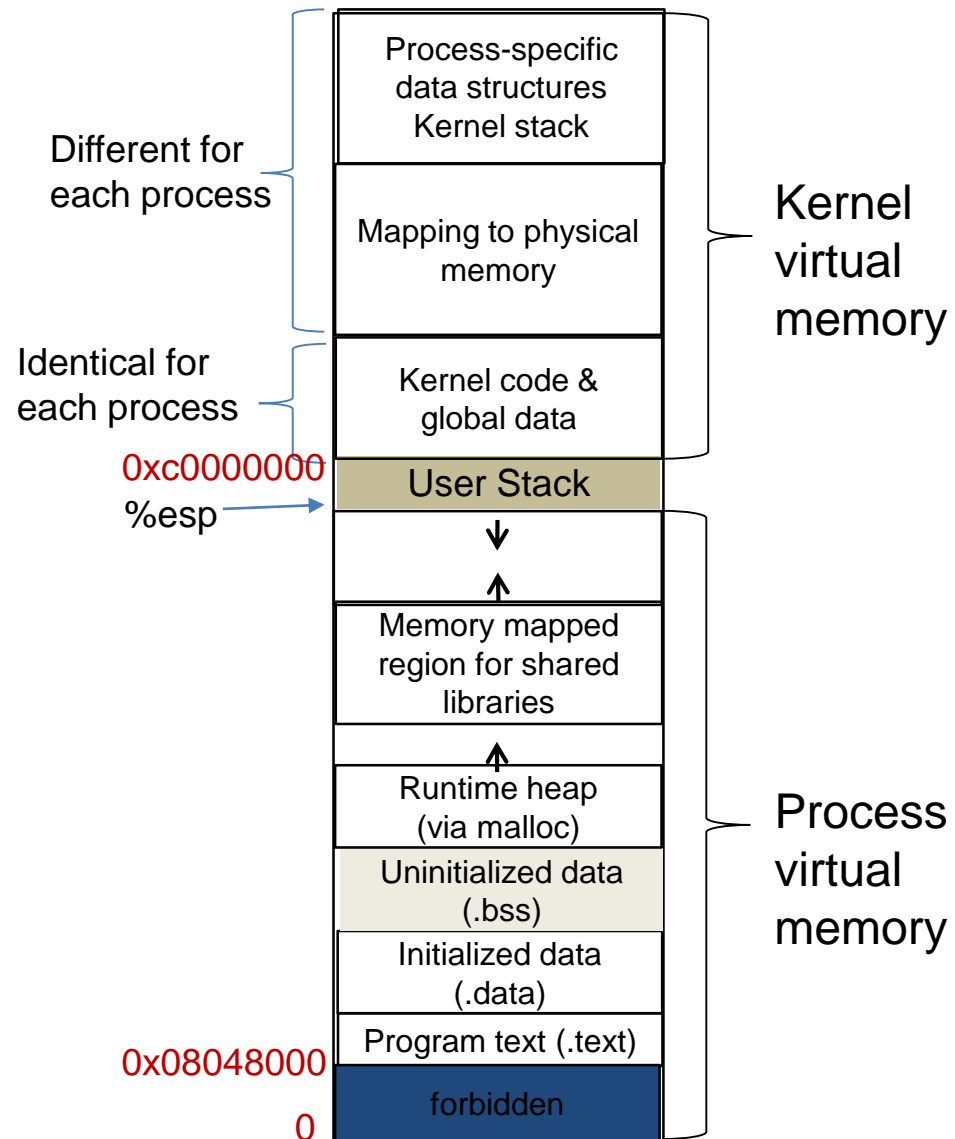 Process-specific
data structures
Kernel stack
Different for
each process
Mapping to physical
memory
Kernel
virtual
memory
Identical for
each process
Kernel code &
global data
0xc0000000
User Stack
%esp
Memory mapped
region for shared
libraries
Runtime heap
(via malloc)
Process
virtual
memory
Uninitialized data
(.bss)
Initialized data
(.data)
Program text (.text)
0x08048000
forbidden
0